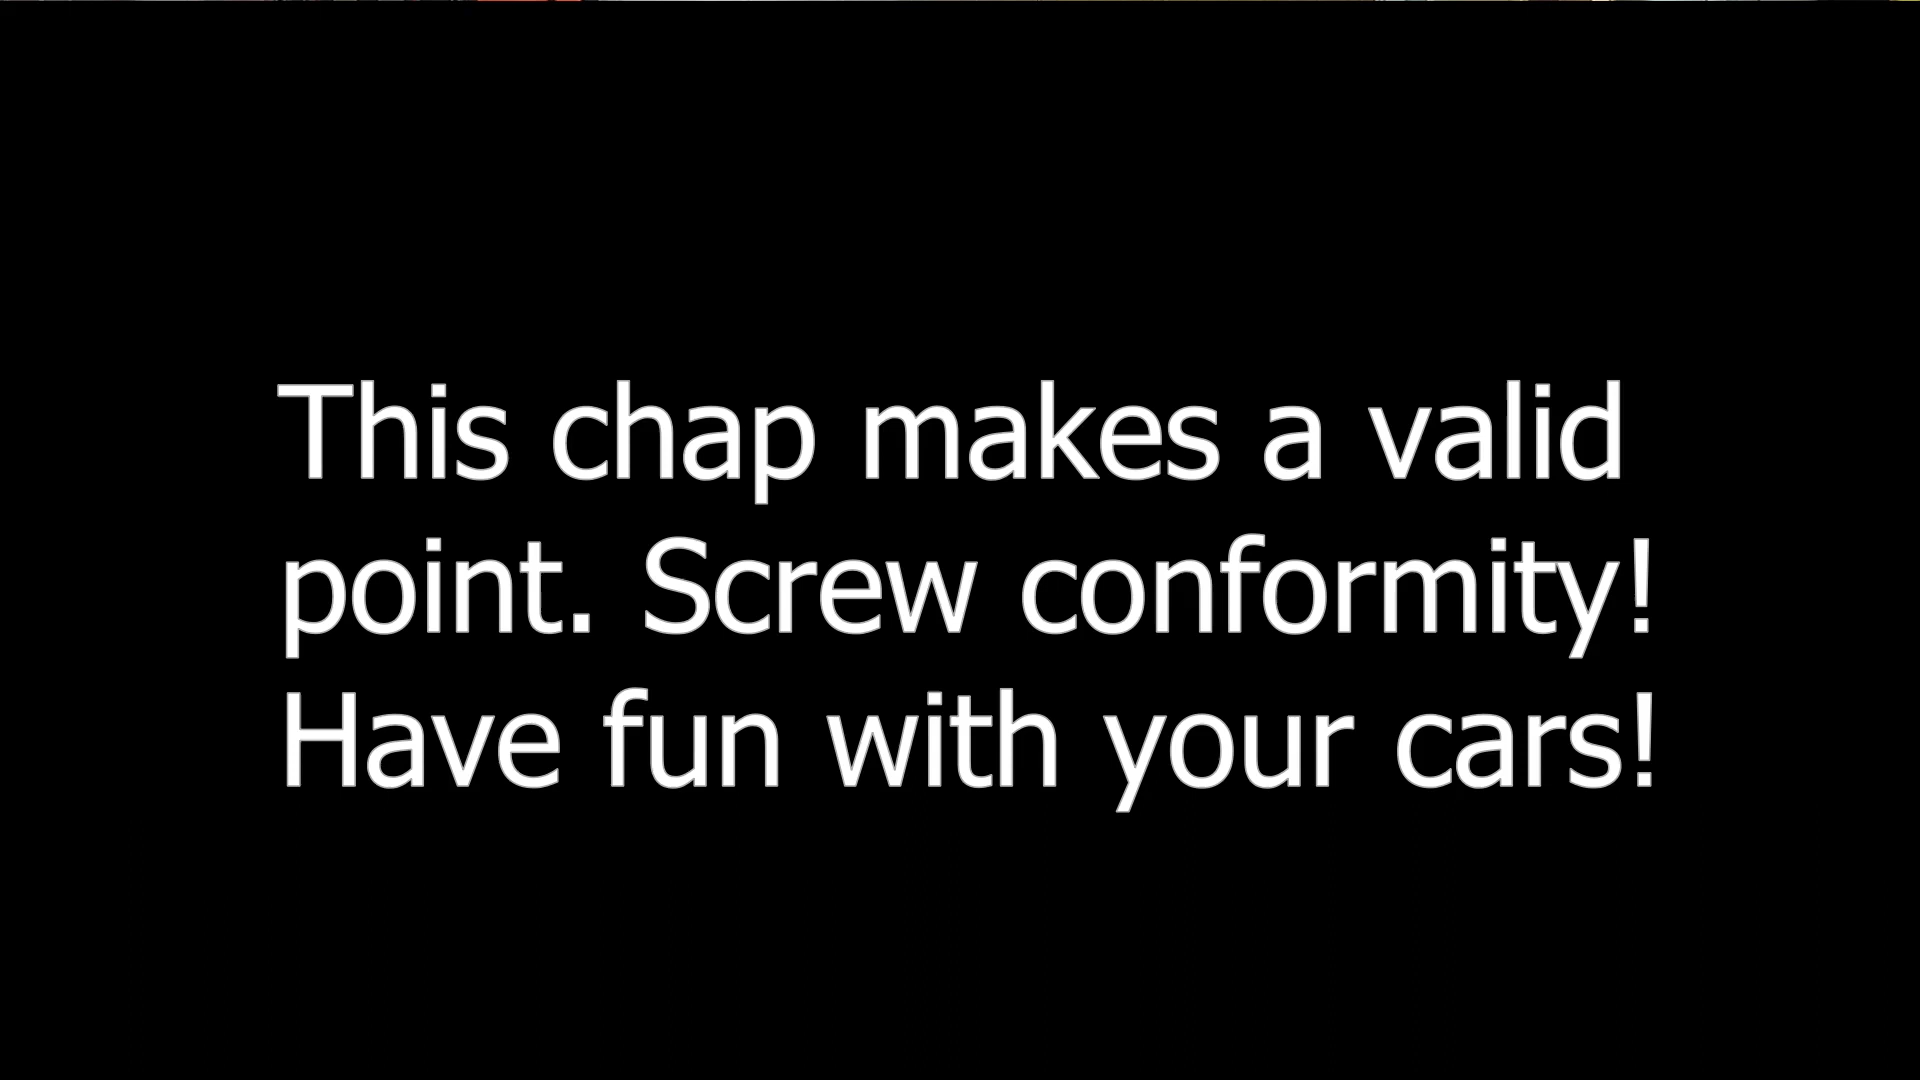 This chap makes a valid
point. Screw conformity!
Have fun with your cars!